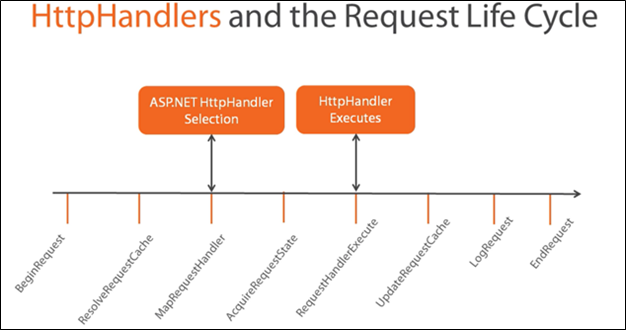 HttpHandlers and the Request Life Cycle
ASP.NET HttpHandler
Selection
HttpHandler
Executes
BeginRequest
ResolveRequestCache
MapRequestHandler
AcquireRequestState
RequestHandlerExecute
UpdateRequestCache
LogRequest
EndRequest